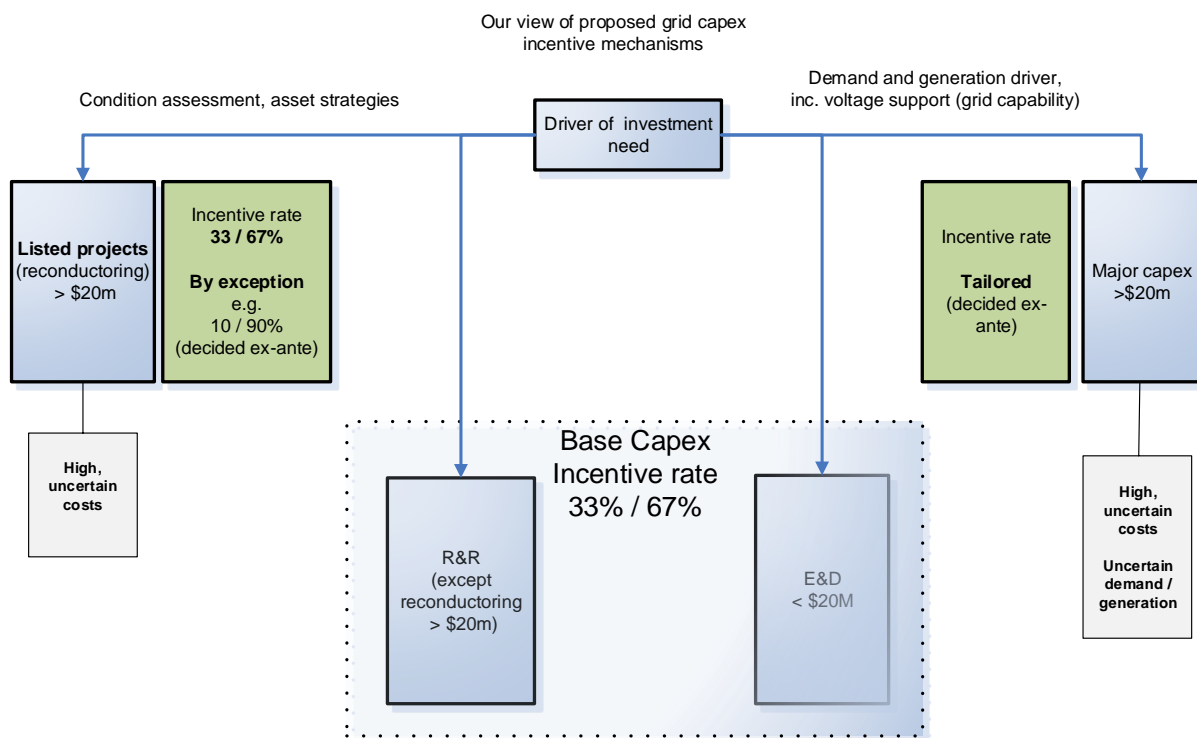 Our view of proposed grid capex
incentive mechanisms
Condition assessment, asset strategies
Demand and generation driver,
inc. voltage support (grid capability)
Driver of investment
need
Listed projects
(reconductoring)
> $20m
Incentive rate
33 / 67%
By exception
e.g.
10 / 90%
(decided ex-ante)
Incentive rate
Tailored
(decided ex-
ante)
Major capex
>$20m
High,
uncertain
costs
Base Capex
Incentive rate
33% / 67%
R&R
(except
reconductoring
> $20m)
E&D
< $20M
High,
uncertain
costs
Uncertain
demand /
generation